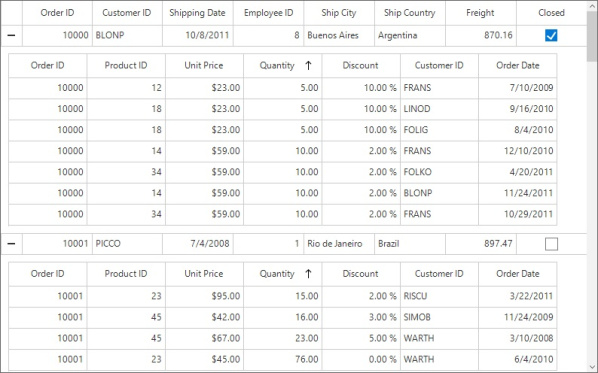 Order ID Customer ID Shipping Date Employee ID Ship City Ship Country Freight Closed
10000 BLONP 10/8/2011 8 Buenos Aires Argentina 870.16
Order ID Product ID Unit Price Quantity Discount Customer ID Order Date
10000 12 $23.00 5.00 10.00 % FRANS 7/10/2009
10000 18 $23.00 5.00 10.00 % LINOD 9/16/2010
10000 18 $23.00 5.00 10.00 % FOLIG 8/4/2010
10000 14 $59.00 10.00 2.00 % FRANS 12/10/2010
10000 34 $59.00 10.00 2.00 % FOLKO 4/20/2011
10000 14 $59.00 10.00 2.00 % BLONP 11/24/2011
10000 34 $59.00 10.00 2.00 % FRANS 10/29/2011
10001 PICCO 7/4/2008 1 Rio de Janeiro Brazil 897.47
Order ID Product ID Unit Price Quantity Discount Customer ID Order Date
10001 23 $95.00 15.00 2.00 % RISCU 3/22/2011
10001 45 $42.00 16.00 3.00 % SIMOB 11/24/2009
10001 45 $67.00 23.00 5.00 % WARTH 3/10/2008
10001 23 $45.00 76.00 0.00 % WARTH 6/4/2010